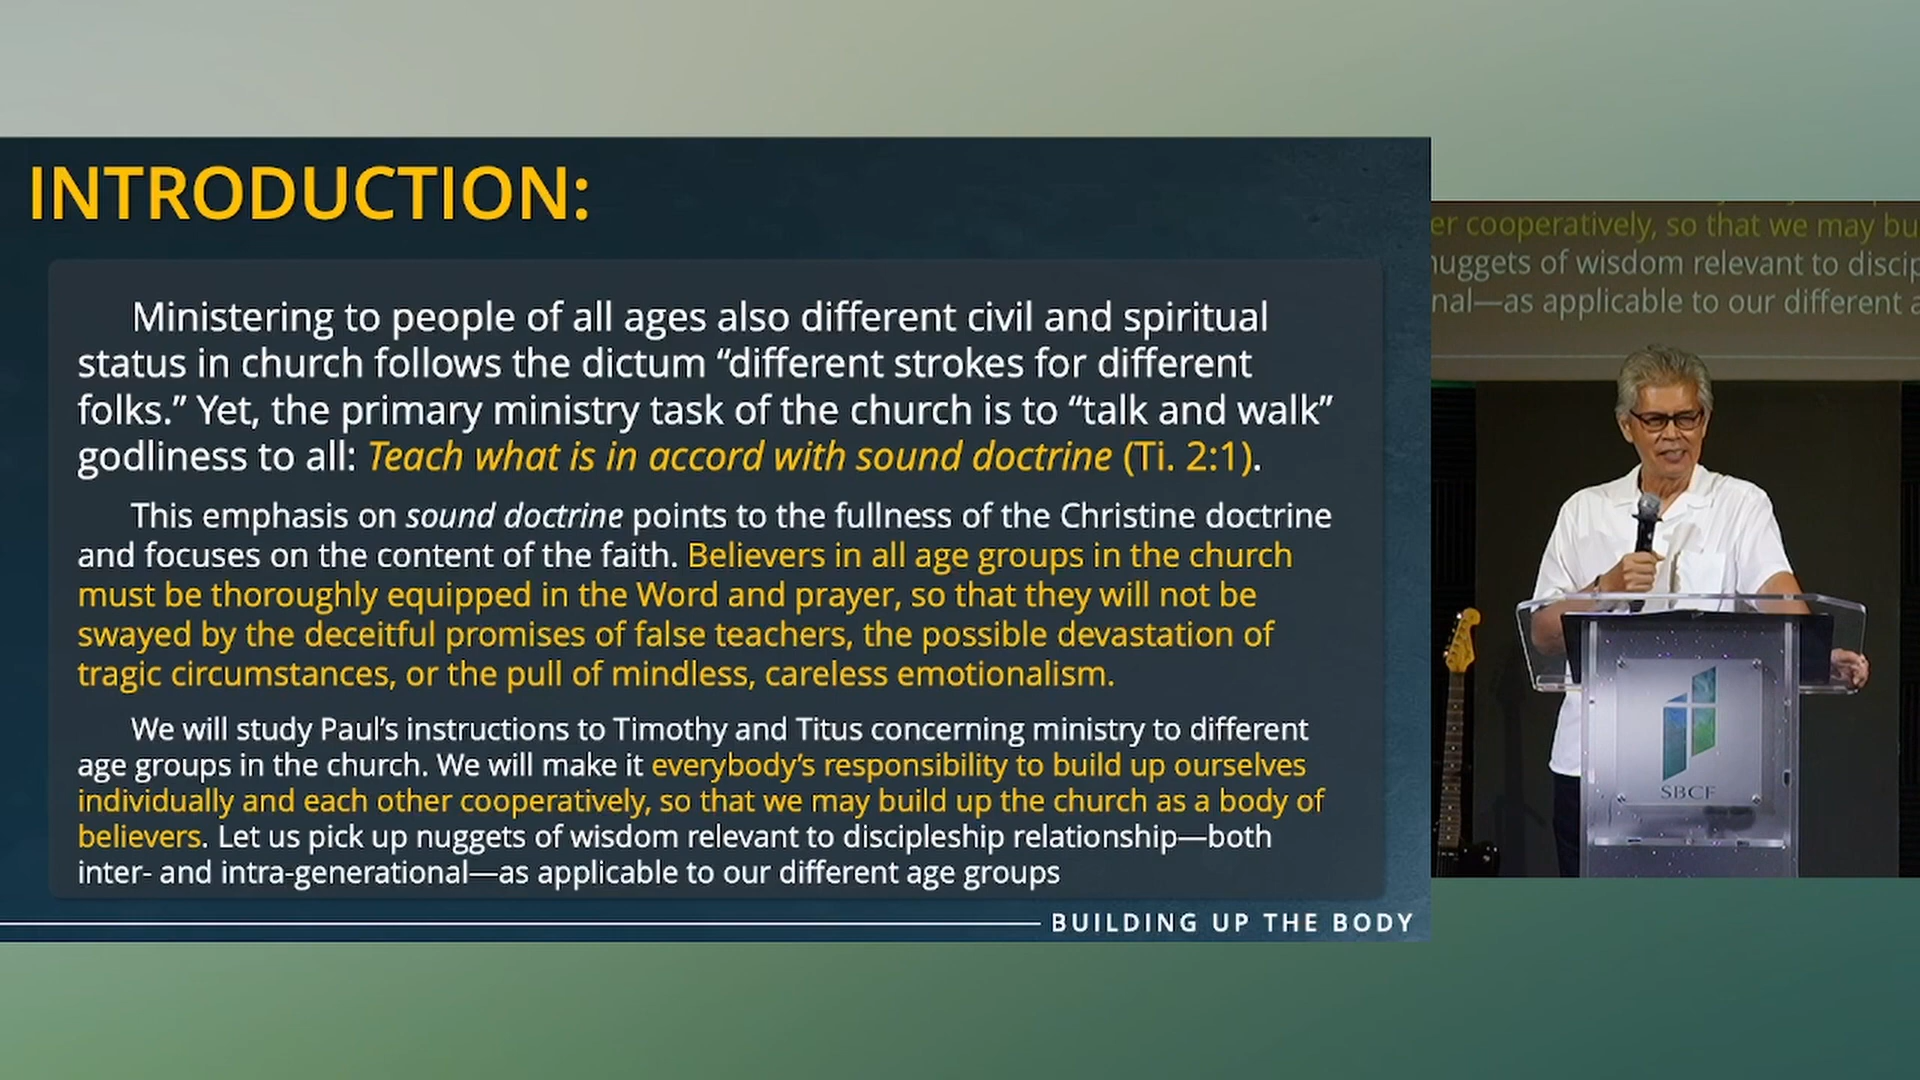 INTRODUCTION:
Ministering to people of all ages also different civil and spiritual
status in church follows the dictum “different strokes for different
folks.” Yet, the primary ministry task of the church is to “talk and walk”
godliness to all: Teach what is in accord with sound doctrine (Ti. 2:1).
This emphasis on sound doctrine points to the fullness of the Christine doctrine
and focuses on the content of the faith. Believers in all age groups in the church
must be thoroughly equipped in the Word and prayer, so that they will not be
swayed by the deceitful promises of false teachers, the possible devastation of
tragic circumstances, or the pull of mindless, careless emotionalism.
We will study Paul’s instructions to Timothy and Titus concerning ministry to different
age groups in the church. We will make it everybody’s responsibility to build up ourselves
individually and each other cooperatively, so that we may build up the church as a body of
believers. Let us pick up nuggets of wisdom relevant to discipleship relationship—both
inter- and intra-generational—as applicable to our different age groups
BUILDING UP THE BODY
er cooperatively, so that we may bu
nuggets of wisdom relevant to discip
nal—as applicable to our different a
SBCF